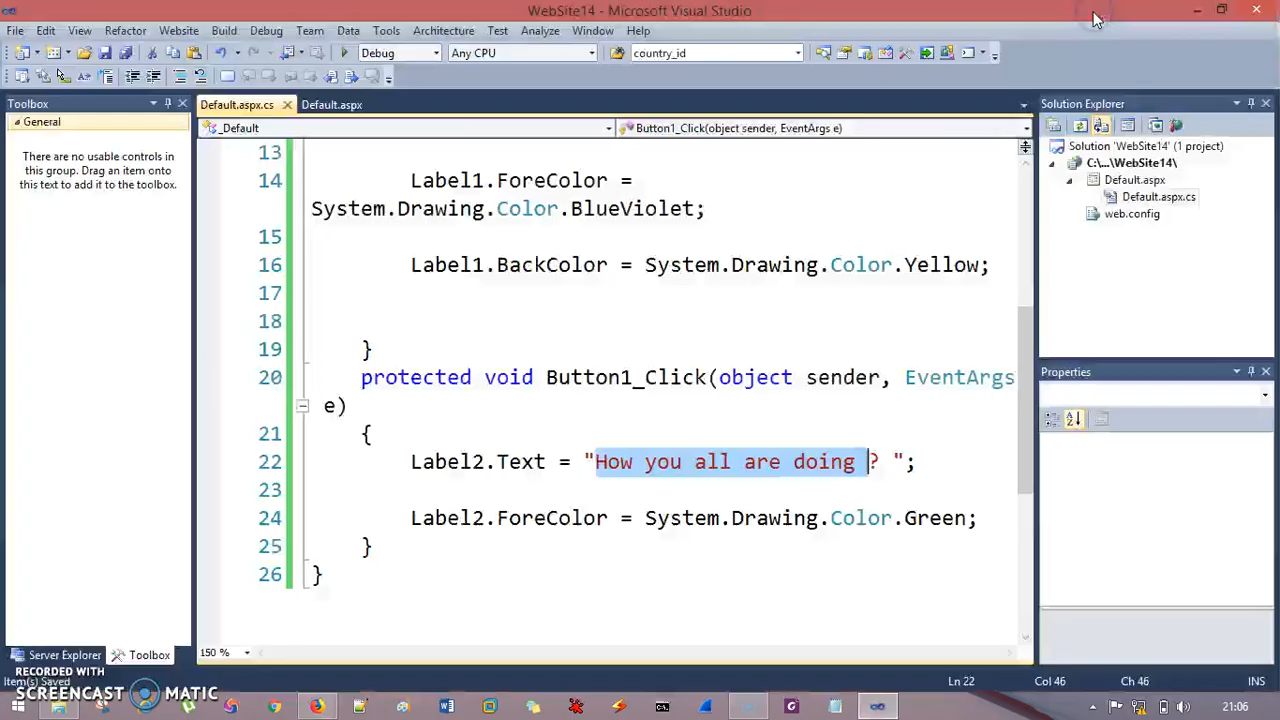 WebSite14 - Microsoft Visual Studio
File Edit View Refactor Website Build Debug Team Data Tools Architecture Test Analyze Window Help
Debug Any CPU country_id
Toolbox
General
There are no usable controls in
this group. Drag an item onto
this text to add it to the toolbox.
Default.aspx.cs Default.aspx
_Default Button1_Click(object sender, EventArgs e)
13
14 Label1.ForeColor =
System.Drawing.Color.BlueViolet;
15
16 Label1.BackColor = System.Drawing.Color.Yellow;
17
18
19 }
20 protected void Button1_Click(object sender, EventArgs
e)
21 {
22 Label2.Text = "How you all are doing ? ";
23
24 Label2.ForeColor = System.Drawing.Color.Green;
25 }
26 }
150 %
Solution Explorer
Solution 'WebSite14' (1 project)
C:\...\WebSite14\
Default.aspx
Default.aspx.cs
web.config
Properties
Server Explorer Toolbox
Item(s) Saved Ln 22 Col 46 Ch 46 INS
RECORDED WITH
SCREENCAST MATIC
21:06